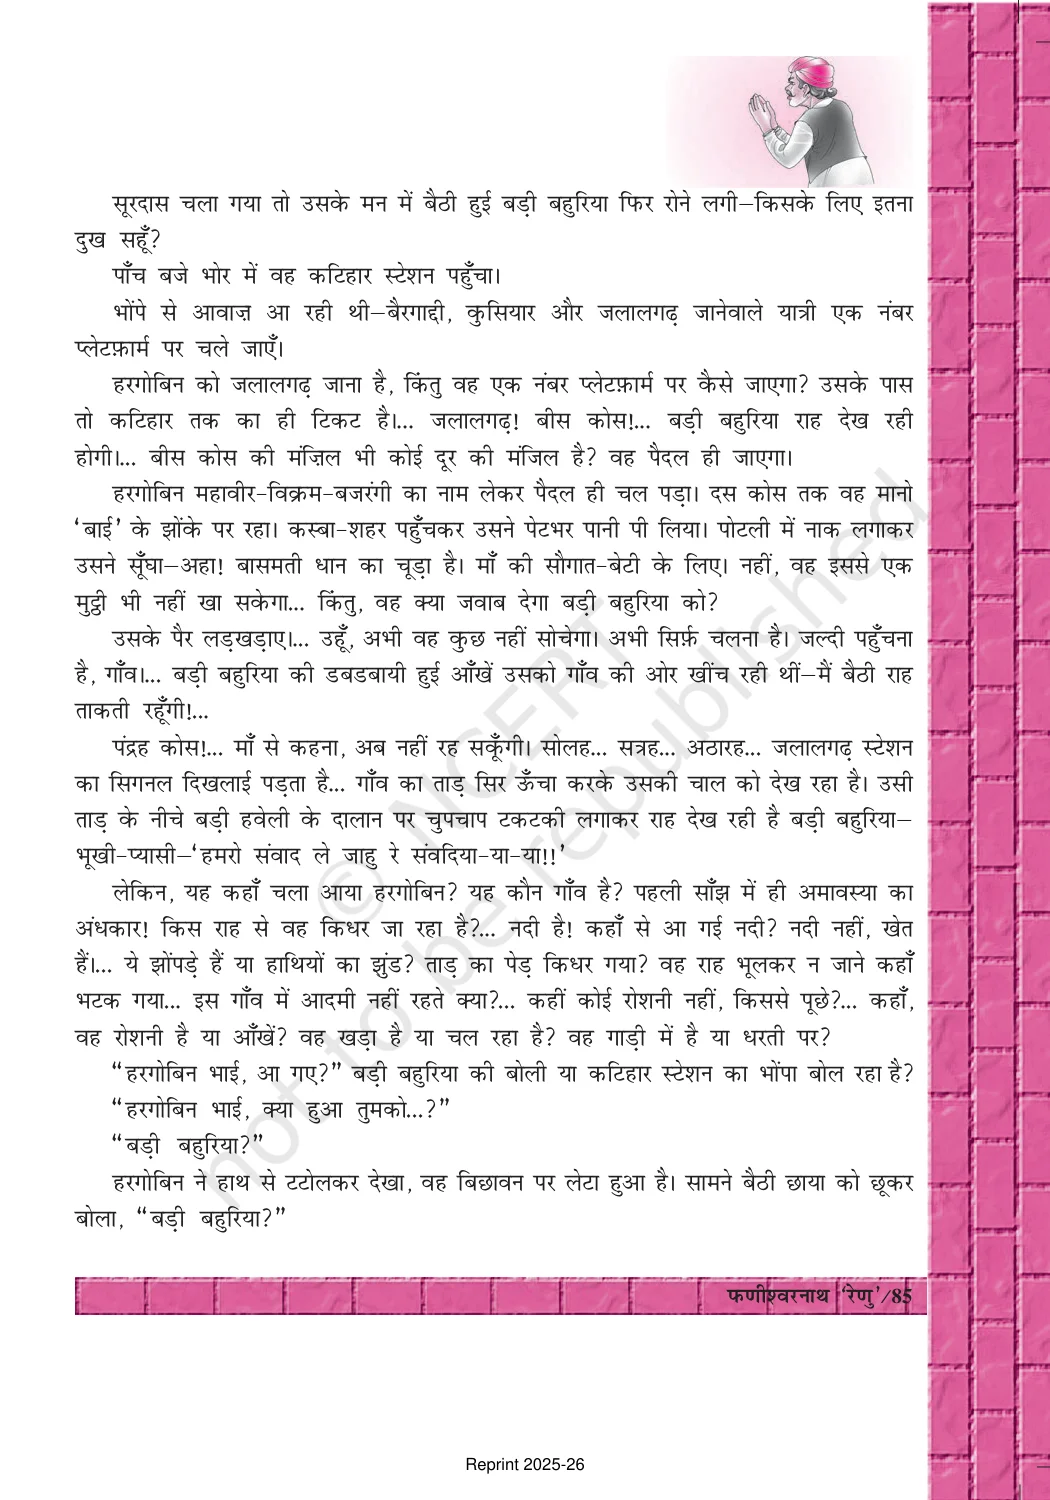 सूरदास चला गया तो उसके मन में बैठी हुई बड़ी बहुरिया फिर रोने लगी–किसके लिए इतना
दुख सहूँ?
पाँच बजे भोर में वह कटिहार स्टेशन पहुँचा।
भोंपे से आवाज़ आ रही थी–बैरगाद्दी, कुसियार और जलालगढ़ जानेवाले यात्री एक नंबर
प्लेटफ़ार्म पर चले जाएँ।
हरगोबिन को जलालगढ़ जाना है, किंतु वह एक नंबर प्लेटफ़ार्म पर कैसे जाएगा? उसके पास
तो कटिहार तक का ही टिकट है।... जलालगढ़! बीस कोस!... बड़ी बहुरिया राह देख रही
होगी।... बीस कोस की मंज़िल भी कोई दूर की मंजिल है? वह पैदल ही जाएगा।
हरगोबिन महावीर-विक्रम-बजरंगी का नाम लेकर पैदल ही चल पड़ा। दस कोस तक वह मानो
‘बाई’ के झोंके पर रहा। कस्बा-शहर पहुँचकर उसने पेटभर पानी पी लिया। पोटली में नाक लगाकर
उसने सूँघा–अहा! बासमती धान का चूड़ा है। माँ की सौगात-बेटी के लिए। नहीं, वह इससे एक
मुट्ठी भी नहीं खा सकेगा... किंतु, वह क्या जवाब देगा बड़ी बहुरिया को?
उसके पैर लड़खड़ाए।... उहूँ, अभी वह कुछ नहीं सोचेगा। अभी सिर्फ़ चलना है। जल्दी पहुँचना
है, गाँव।... बड़ी बहुरिया की डबडबायी हुई आँखें उसको गाँव की ओर खींच रही थीं–मैं बैठी राह
ताकती रहूँगी!...
पंद्रह कोस!... माँ से कहना, अब नहीं रह सकूँगी। सोलह... सत्रह... अठारह... जलालगढ़ स्टेशन
का सिगनल दिखलाई पड़ता है... गाँव का ताड़ सिर ऊँचा करके उसकी चाल को देख रहा है। उसी
ताड़ के नीचे बड़ी हवेली के दालान पर चुपचाप टकटकी लगाकर राह देख रही है बड़ी बहुरिया–
भूखी-प्यासी–‘हमरो संवाद ले जाहु रे संवदिया-या-या!!’
लेकिन, यह कहाँ चला आया हरगोबिन? यह कौन गाँव है? पहली साँझ में ही अमावस्या का
अंधकार! किस राह से वह किधर जा रहा है?... नदी है! कहाँ से आ गई नदी? नदी नहीं, खेत
हैं।... ये झोंपड़े हैं या हाथियों का झुंड? ताड़ का पेड़ किधर गया? वह राह भूलकर न जाने कहाँ
भटक गया... इस गाँव में आदमी नहीं रहते क्या?... कहीं कोई रोशनी नहीं, किससे पूछे?... कहाँ,
वह रोशनी है या आँखें? वह खड़ा है या चल रहा है? वह गाड़ी में है या धरती पर?
“हरगोबिन भाई, आ गए?” बड़ी बहुरिया की बोली या कटिहार स्टेशन का भोंपा बोल रहा है?
“हरगोबिन भाई, क्या हुआ तुमको...?”
“बड़ी बहुरिया?”
हरगोबिन ने हाथ से टटोलकर देखा, वह बिछावन पर लेटा हुआ है। सामने बैठी छाया को छूकर
बोला, “बड़ी बहुरिया?”
फणीश्वरनाथ ‘रेणु’/85
© NCERT
not to be republished
Reprint 2025-26